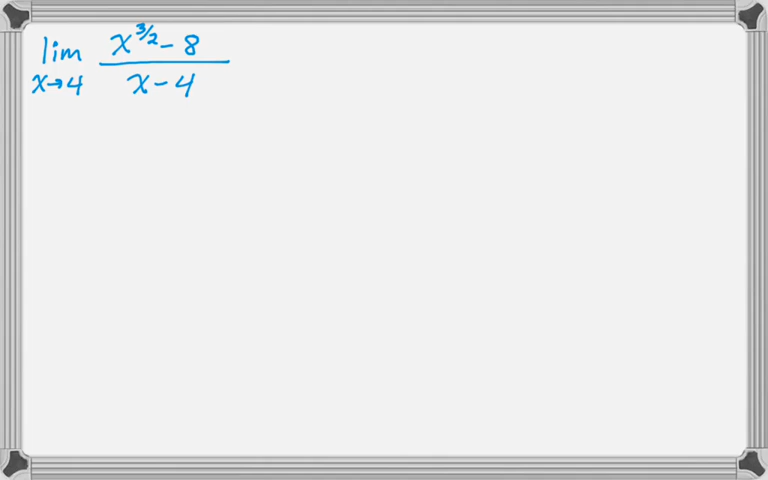 lim x^{3/2} - 8
x→4 x - 4